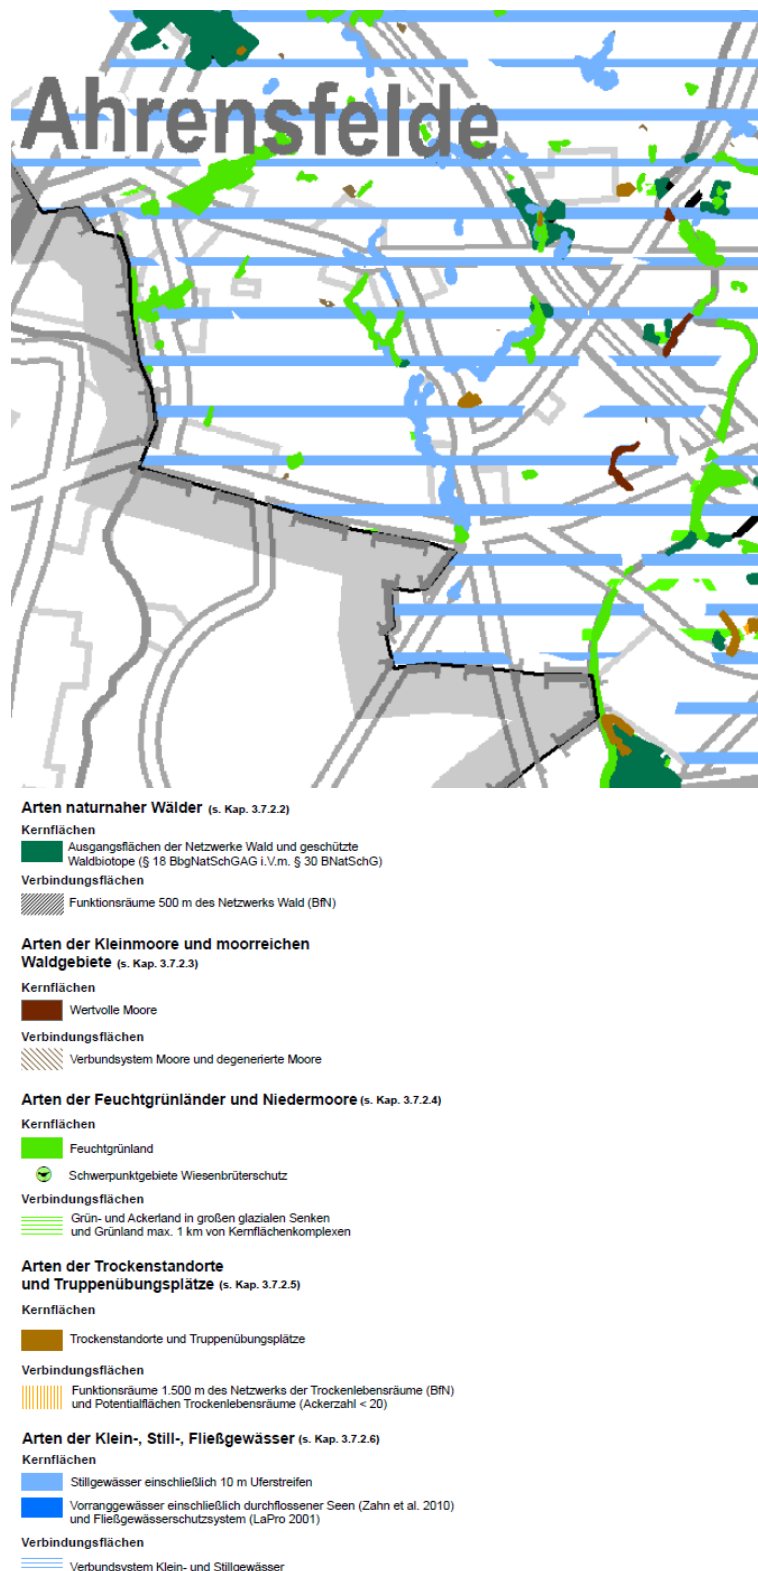 Ahrensfelde
Arten naturnaher Wälder (s. Kap. 3.7.2.2)
Kernflächen
Ausgangsflächen der Netzwerke Wald und geschützte
Waldbiotope (§ 18 BbgNatSchGAG i.V.m. § 30 BNatSchG)
Verbindungsflächen
Funktionsräume 500 m des Netzwerks Wald (BfN)
Arten der Kleinmoore und moorreichen
Waldgebiete (s. Kap. 3.7.2.3)
Kernflächen
Wertvolle Moore
Verbindungsflächen
Verbundsystem Moore und degenerierte Moore
Arten der Feuchtgrünländer und Niedermoore (s. Kap. 3.7.2.4)
Kernflächen
Feuchtgrünland
Schwerpunktgebiete Wiesenbrüterschutz
Verbindungsflächen
Grün- und Ackerland in großen glazialen Senken
und Grünland max. 1 km von Kernflächenkomplexen
Arten der Trockenstandorte
und Truppenübungsplätze (s. Kap. 3.7.2.5)
Kernflächen
Trockenstandorte und Truppenübungsplätze
Verbindungsflächen
Funktionsräume 1.500 m des Netzwerks der Trockenlebensräume (BfN)
und Potentialflächen Trockenlebensräume (Ackerzahl < 20)
Arten der Klein-, Still-, Fließgewässer (s. Kap. 3.7.2.6)
Kernflächen
Stillgewässer einschließlich 10 m Uferstreifen
Vorranggewässer einschließlich durchflossener Seen (Zahn et al. 2010)
und Fließgewässerschutzsystem (LaPro 2001)
Verbindungsflächen
Verbundsystem Klein- und Stillgewässer